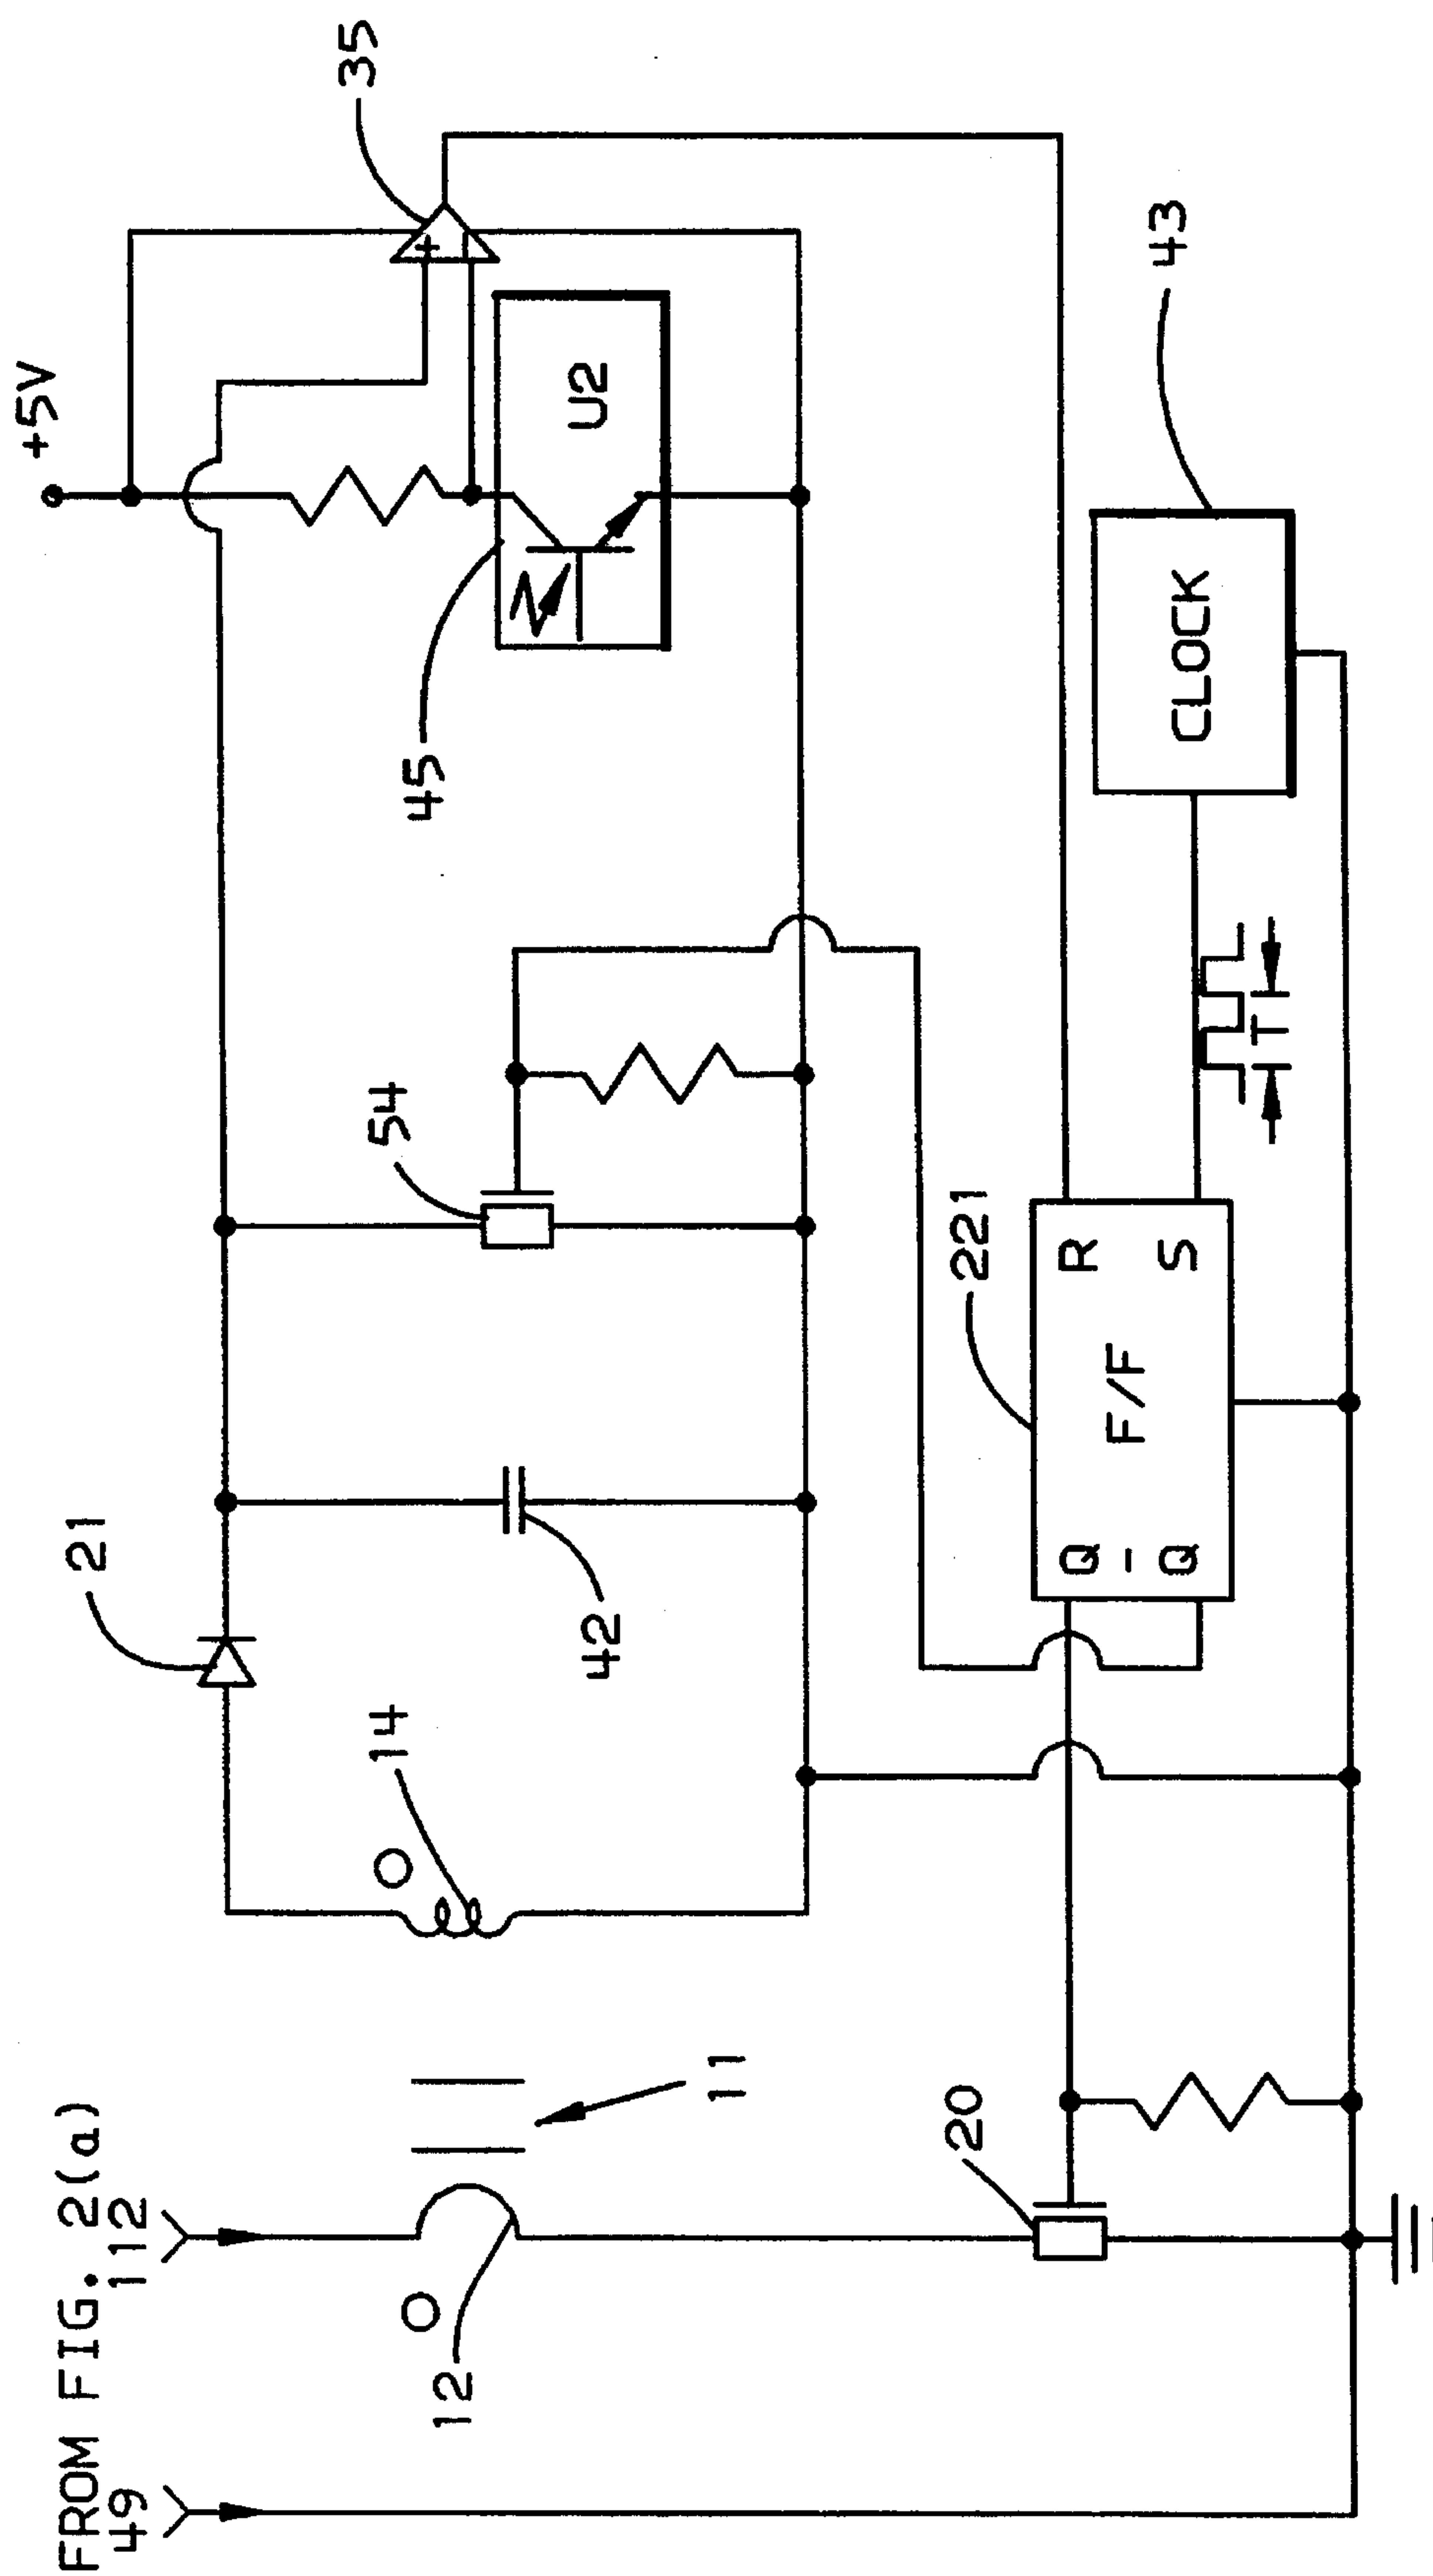 FROM FIG. 2(a)
49
112
12
11
14
21
42
54
45
+5V
U2
35
+
20
221
Q
F/F
R
Q
S
T
CLOCK
43